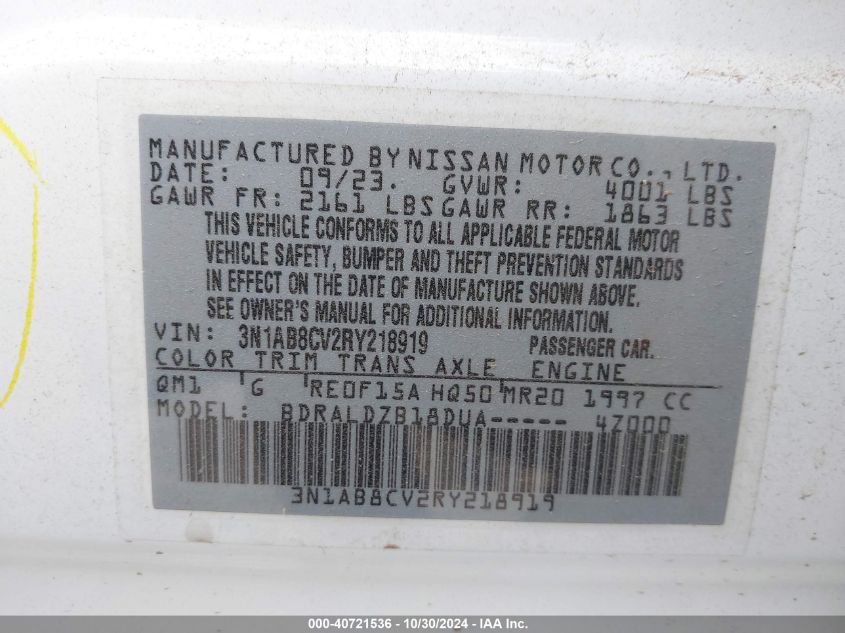 MANUFACTURED BY NISSAN MOTOR CO., LTD.
DATE: 09/23. GVWR: 4001 LBS
GAWR FR: 2161 LBS GAWR RR: 1863 LBS
THIS VEHICLE CONFORMS TO ALL APPLICABLE FEDERAL MOTOR
VEHICLE SAFETY, BUMPER AND THEFT PREVENTION STANDARDS
IN EFFECT ON THE DATE OF MANUFACTURE SHOWN ABOVE.
SEE OWNER'S MANUAL FOR ADDITIONAL INFORMATION.
VIN: 3N1AB8CV2RY218919 PASSENGER CAR.
COLOR TRIM TRANS AXLE ENGINE
QM1 G RE0F15A HQ50 MR20 1997 CC
MODEL: BDRALDZB18DUA----- 4Z000
3N1AB8CV2RY218919
000-40721536 - 10/30/2024 - IAAI.com